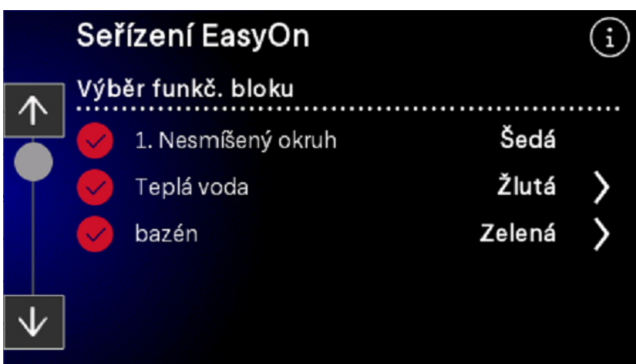 Seřízení EasyOn
Výběr funkč. bloku
1. Nesmíšený okruh Šedá
Teplá voda Žlutá
bazén Zelená